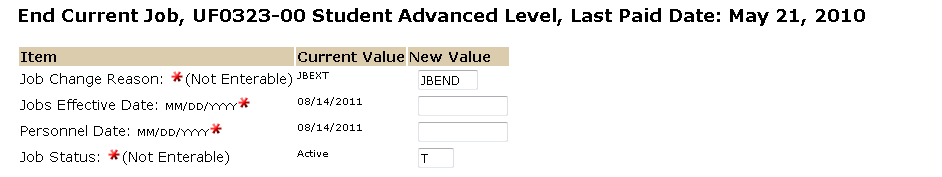 End Current Job, UF0323-00 Student Advanced Level, Last Paid Date: May 21, 2010
Item Current Value New Value
Job Change Reason: *(Not Enterable) JBEXT JBEND
Jobs Effective Date: MM/DD/YYYY* 08/14/2011
Personnel Date: MM/DD/YYYY* 08/14/2011
Job Status: *(Not Enterable) Active T